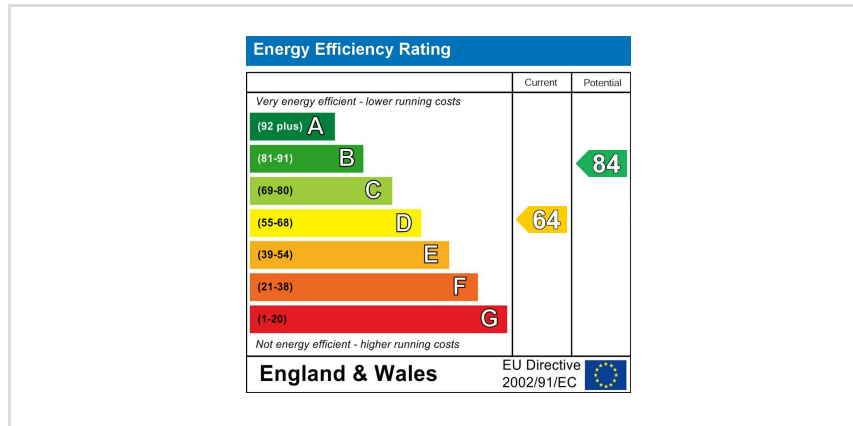 Energy Efficiency Rating
Current Potential
Very energy efficient - lower running costs
(92 plus) A
(81-91) B
84
(69-80) C
(55-68) D
64
(39-54) E
(21-38) F
(1-20) G
Not energy efficient - higher running costs
England & Wales
EU Directive
2002/91/EC